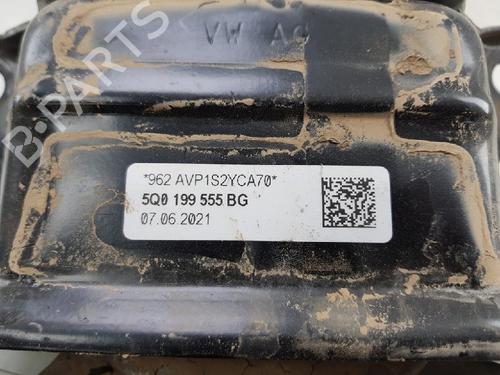 VW AG
B-PARTS
*962 AVP1S2YCA70*
5Q0 199 555 BG
07.06.2021